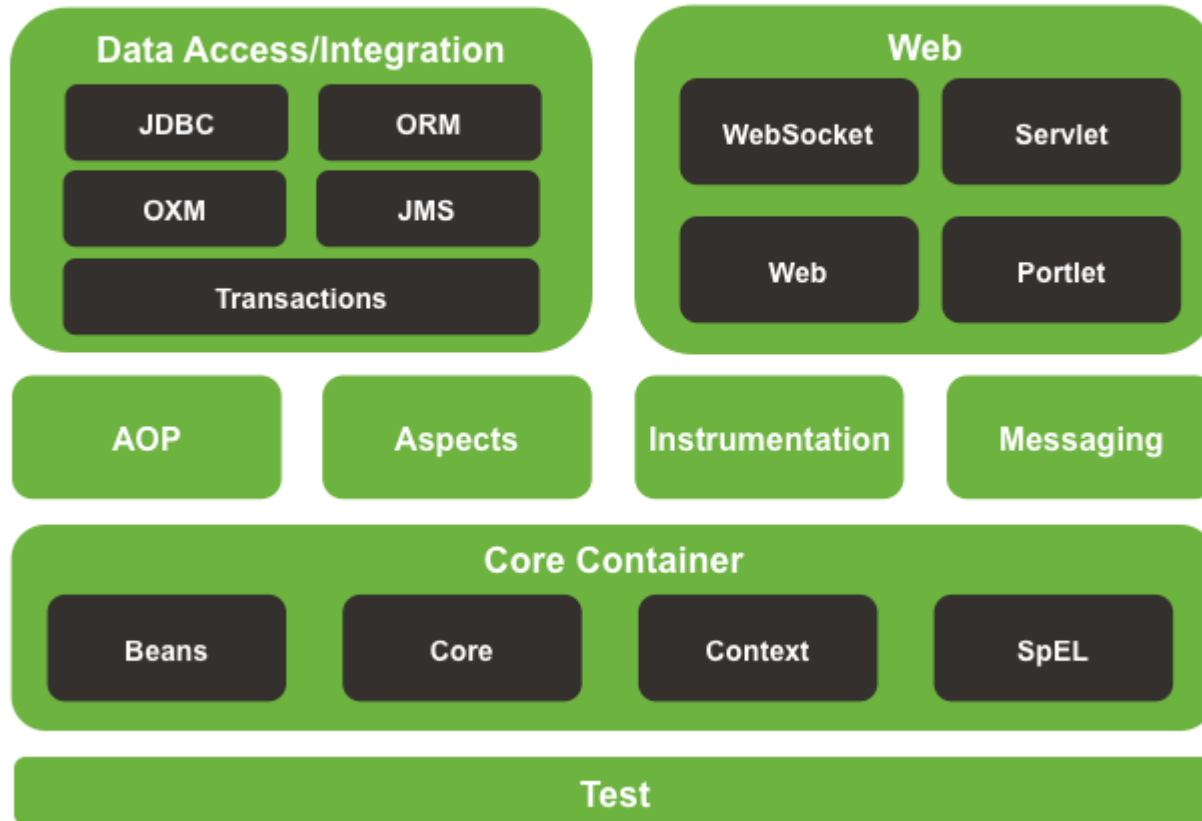 Data Access/Integration
JDBC
ORM
OXM
JMS
Transactions
Web
WebSocket
Servlet
Web
Portlet
AOP
Aspects
Instrumentation
Messaging
Core Container
Beans
Core
Context
SpEL
Test